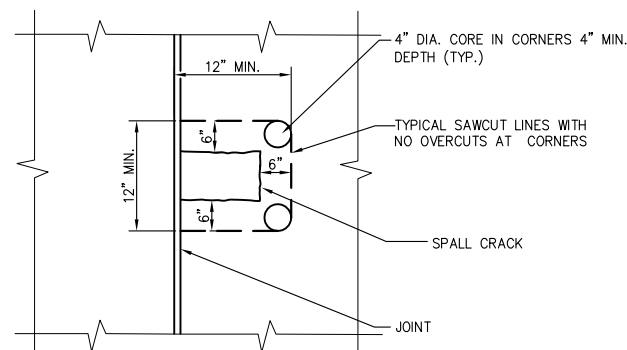 4" DIA. CORE IN CORNERS 4" MIN.
DEPTH (TYP.)
12" MIN.
TYPICAL SAWCUT LINES WITH
NO OVERCUTS AT CORNERS
6"
6"
12" MIN.
6"
SPALL CRACK
JOINT